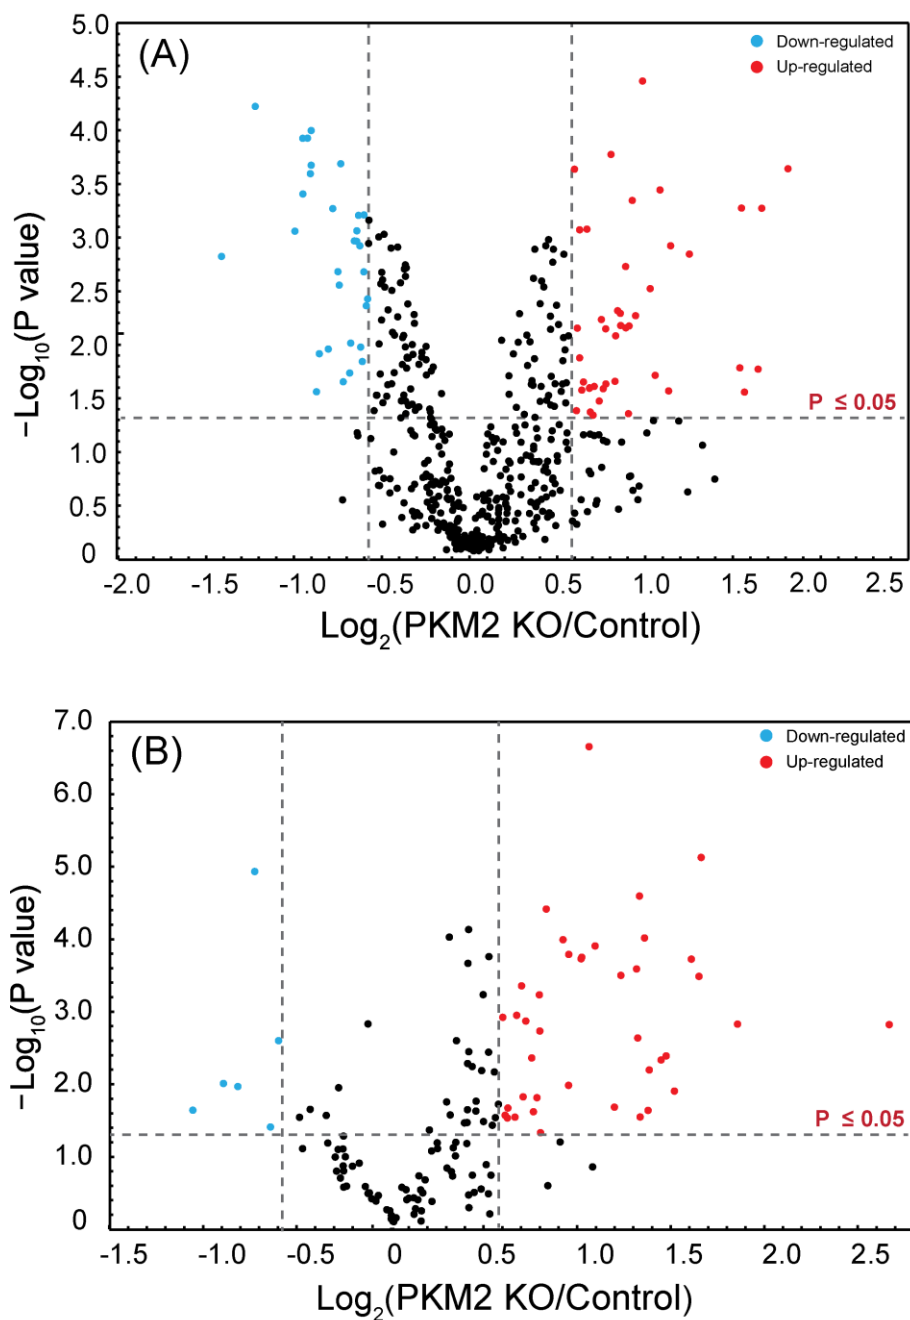 (A)
Down-regulated
Up-regulated
5.0
4.5
4.0
3.5
3.0
2.5
2.0
1.5
1.0
0.5
0
−Log10(P value)
P ≤ 0.05
-2.0 -1.5 -1.0 -0.5 0.0 0.5 1.0 1.5 2.0 2.5
Log2(PKM2 KO/Control)
(B)
Down-regulated
Up-regulated
7.0
6.0
5.0
4.0
3.0
2.0
1.0
0
−Log10(P value)
P ≤ 0.05
-1.5 -1.0 -0.5 0 0.5 1.0 1.5 2.0 2.5
Log2(PKM2 KO/Control)